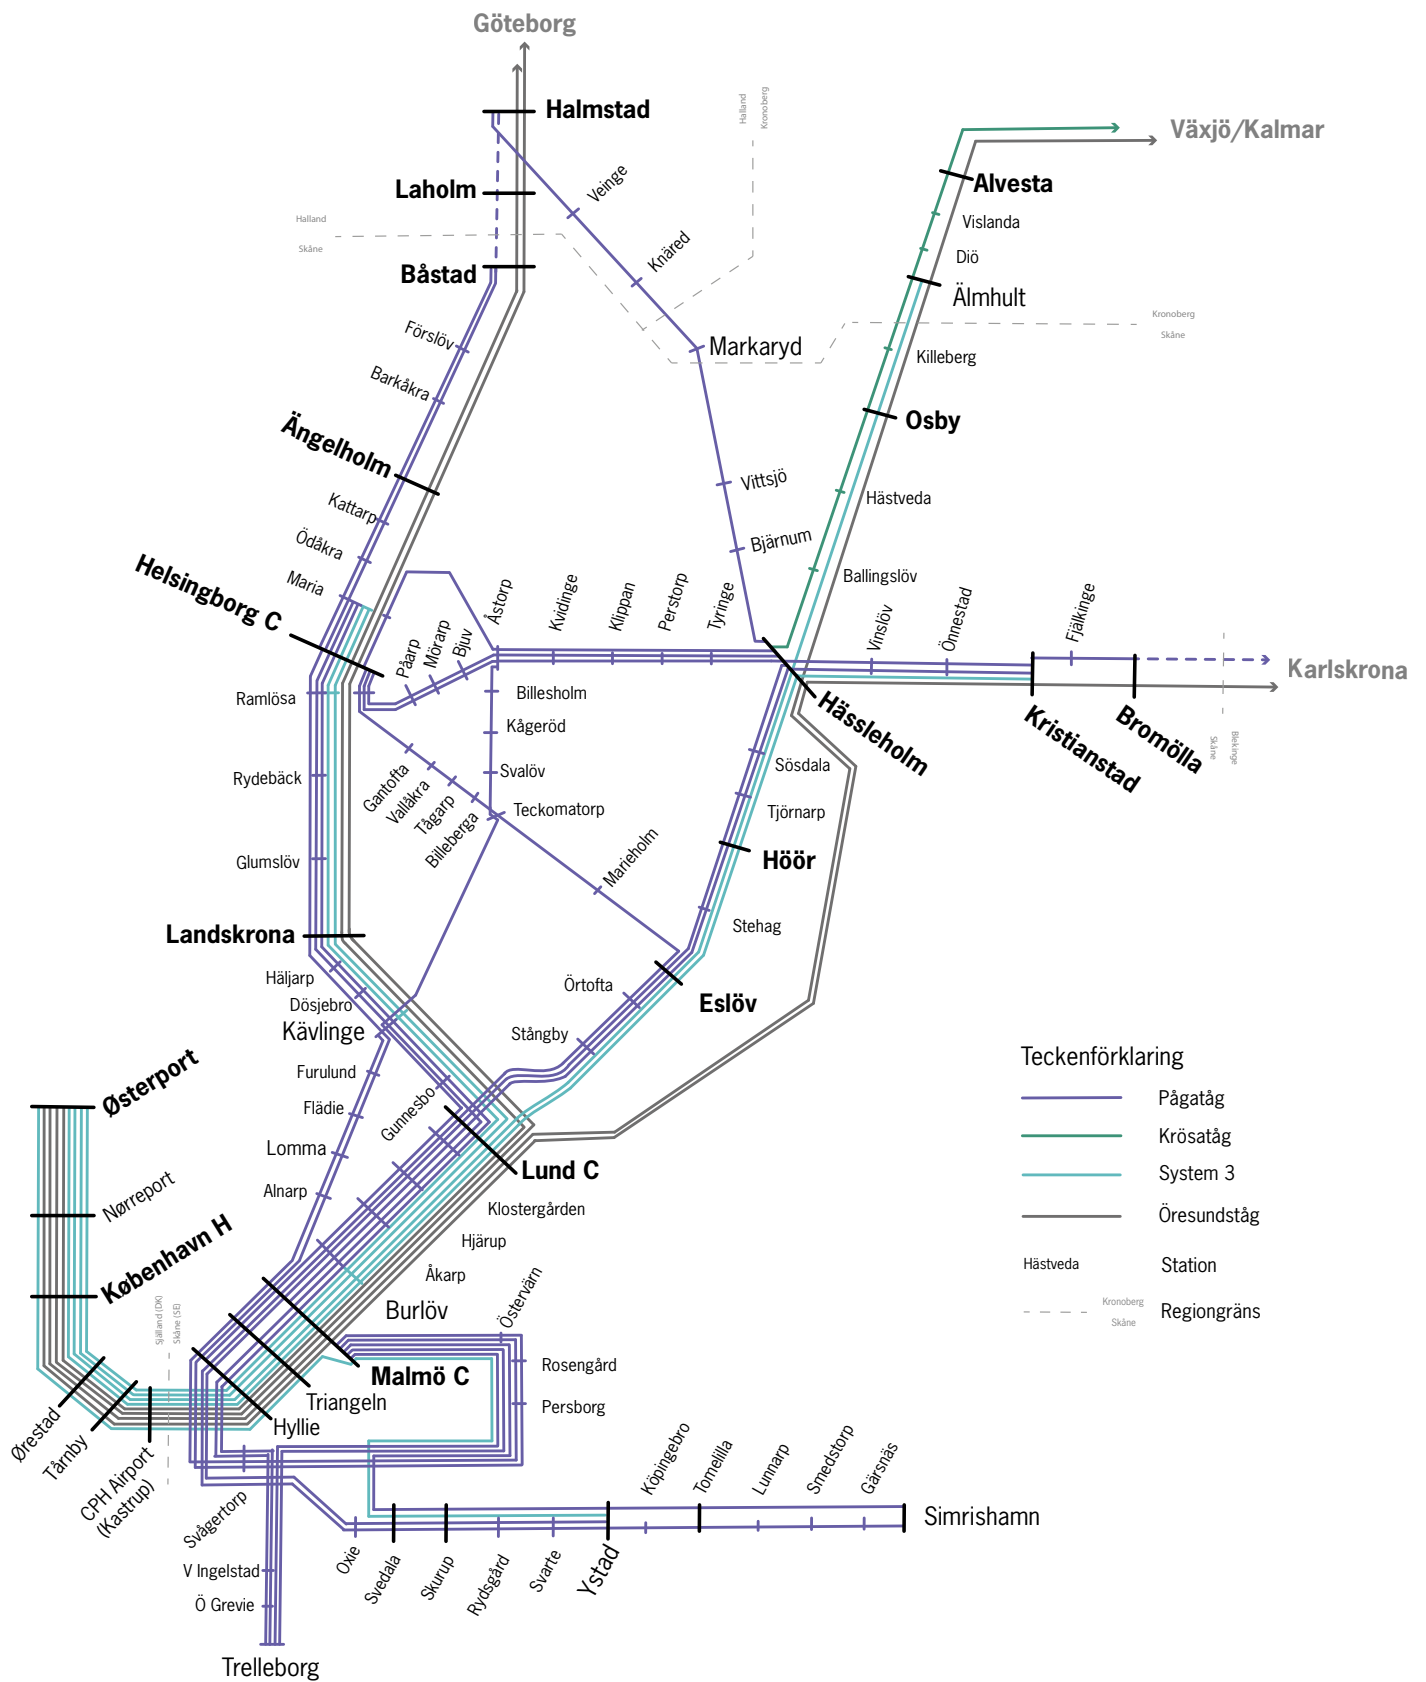 Göteborg
Halmstad
Halland
Kronoberg
Växjö/Kalmar
Laholm
Veinge
Alvesta
Halland
Skåne
Vislanda
Knäred
Diö
Båstad
Älmhult
Kronoberg
Skåne
Förslöv
Markaryd
Killeberg
Barkåkra
Osby
Ängelholm
Vittsjö
Hästveda
Kattarp
Ödåkra
Bjärnum
Ballingslöv
Maria
Helsingborg C
Åstorp
Kvidinge
Klippan
Perstorp
Tyringe
Vinslöv
Önnestad
Fjälkinge
Påarp
Mörarp
Bjuv
Karlskrona
Ramlösa
Billesholm
Kågeröd
Hässleholm
Kristianstad
Bromölla
Skåne
Blekinge
Rydebäck
Gantofta
Vallåkra
Tågarp
Billeberga
Svalöv
Teckomatorp
Sösdala
Tjörnarp
Glumslöv
Marieholm
Höör
Landskrona
Stehag
Häljarp
Dösjebro
Kävlinge
Örtofta
Eslöv
Stångby
Furulund
Flädie
Gunnesbo
Lomma
Alnarp
Lund C
Klostergården
Hjärup
Åkarp
Burlöv
Østerport
Nørreport
København H
Själland (DK)
Skåne (SE)
Östervärn
Malmö C
Rosengård
Triangeln
Persborg
Hyllie
Ørestad
Tårnby
CPH Airport
(Kastrup)
Svågertorp
Köpingebro
Tomelilla
Lunnarp
Smedstorp
Gärsnäs
Simrishamn
Oxie
Svedala
Skurup
Rydsgård
Svarte
Ystad
V Ingelstad
Ö Grevie
Trelleborg
Teckenförklaring
Pågatåg
Krösatåg
System 3
Öresundståg
Hästveda
Station
Kronoberg
Skåne
Regiongräns